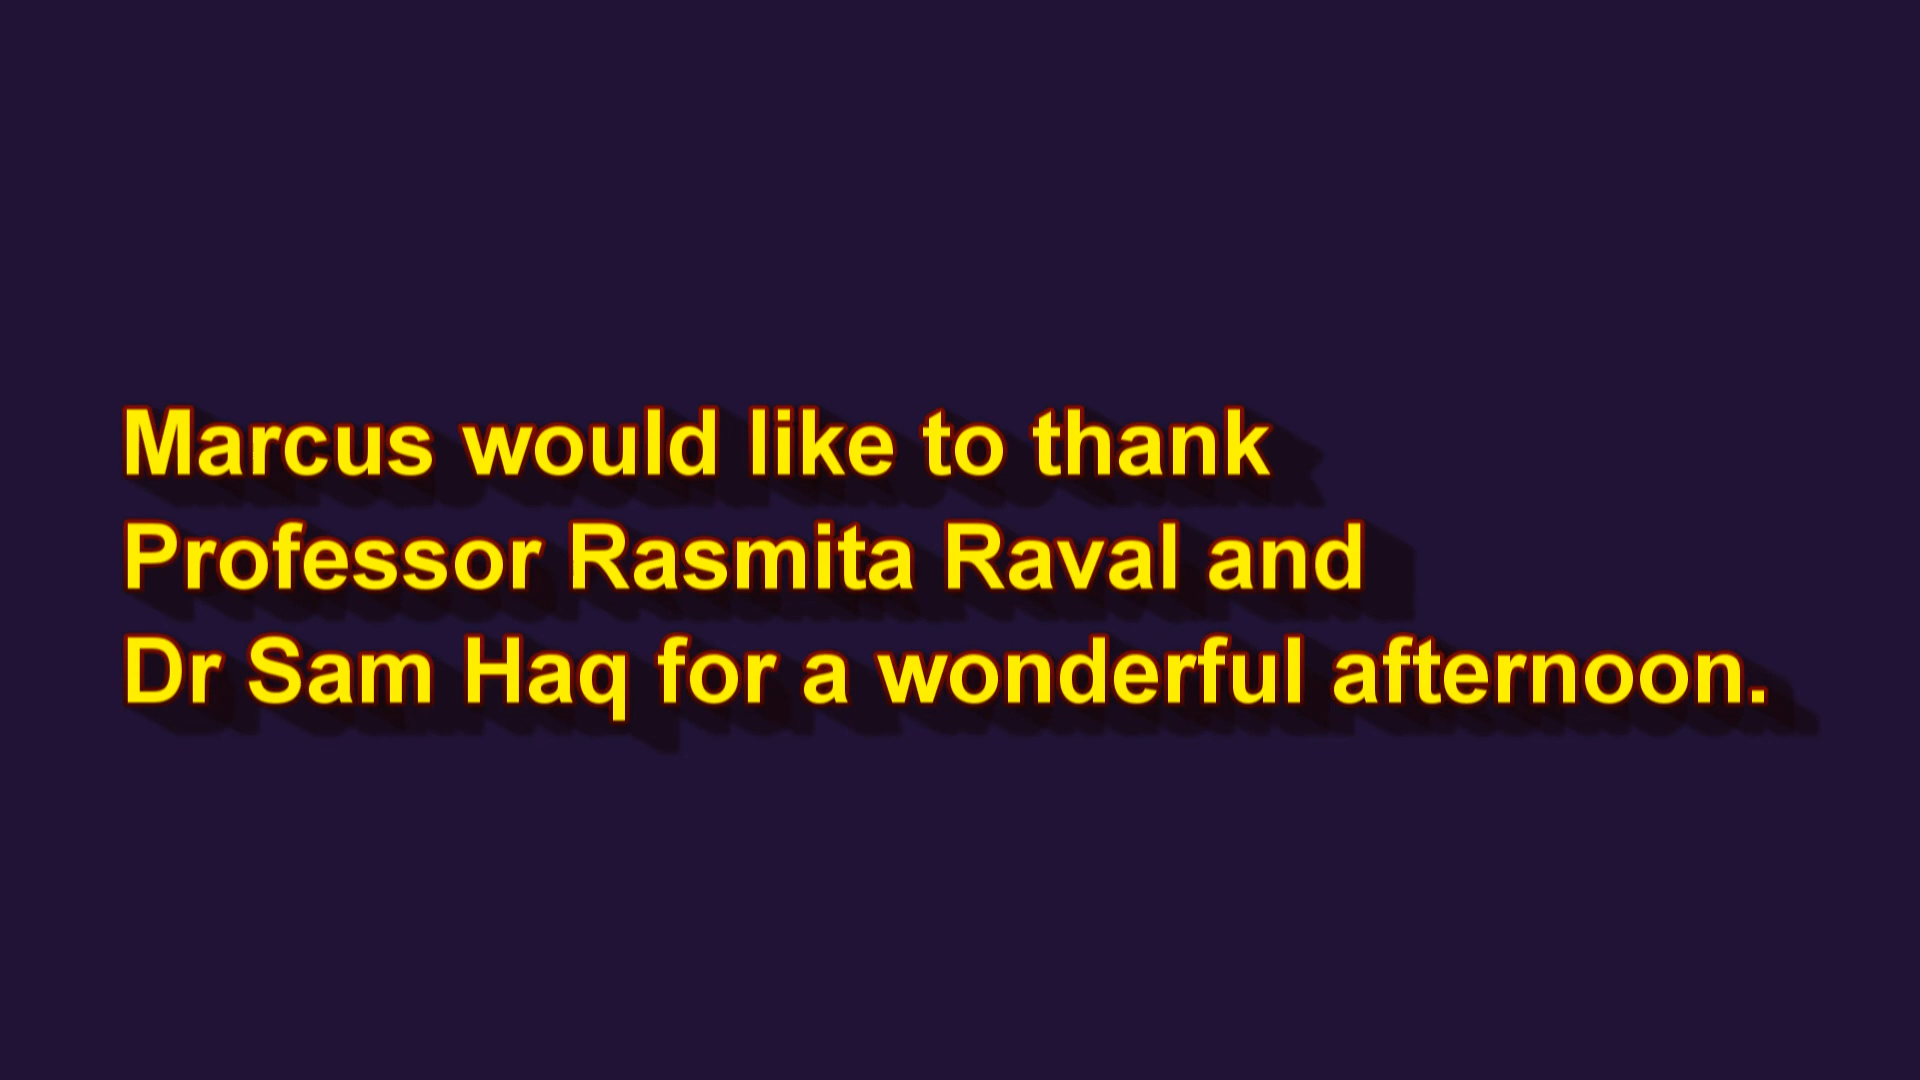 Marcus would like to thank
Professor Rasmita Raval and
Dr Sam Haq for a wonderful afternoon.